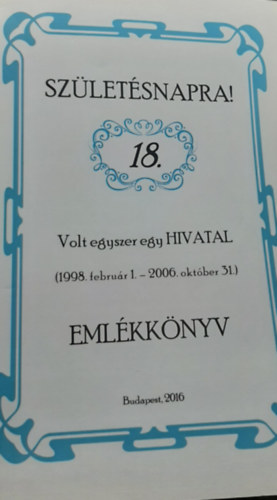 SZÜLETÉSNAPRA!
18.
Volt egyszer egy HIVATAL
(1998. február 1. – 2006. október 31.)
EMLÉKKÖNYV
Budapest, 2016